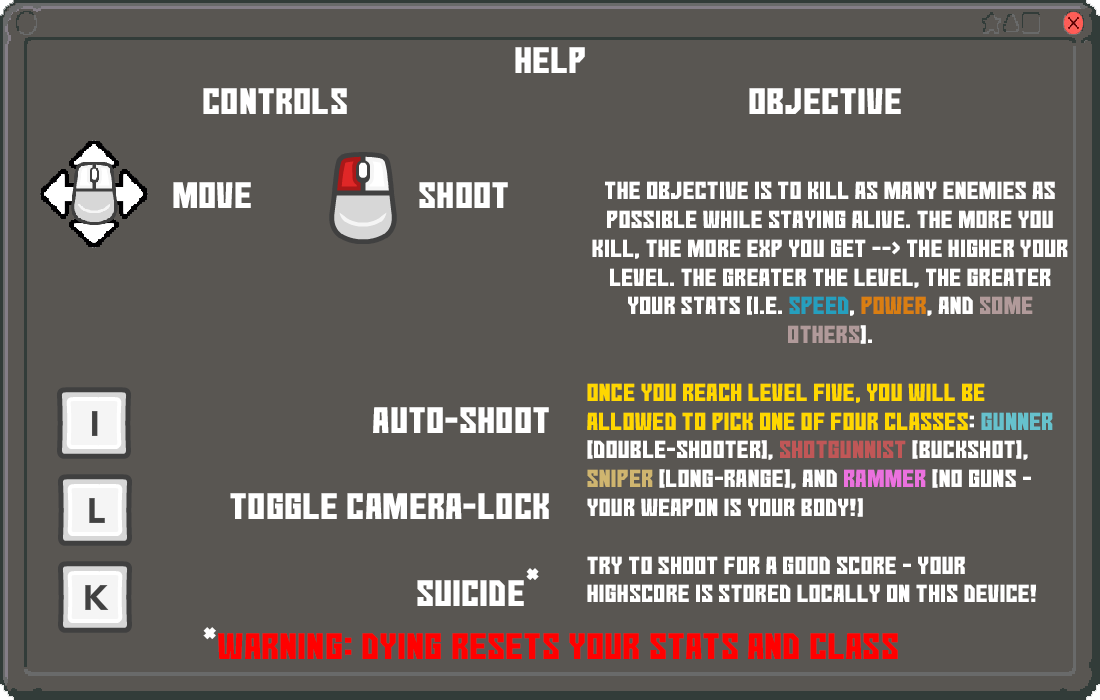 HELP
CONTROLS
OBJECTIVE
MOVE
SHOOT
THE OBJECTIVE IS TO KILL AS MANY ENEMIES AS
POSSIBLE WHILE STAYING ALIVE. THE MORE YOU
KILL, THE MORE EXP YOU GET --> THE HIGHER YOUR
LEVEL. THE GREATER THE LEVEL, THE GREATER
YOUR STATS [I.E. SPEED, POWER, AND SOME
OTHERS].
I
AUTO-SHOOT
L
TOGGLE CAMERA-LOCK
K
SUICIDE*
ONCE YOU REACH LEVEL FIVE, YOU WILL BE
ALLOWED TO PICK ONE OF FOUR CLASSES: GUNNER
[DOUBLE-SHOOTER], SHOTGUNNIST [BUCKSHOT],
SNIPER [LONG-RANGE], AND RAMMER [NO GUNS -
YOUR WEAPON IS YOUR BODY!]
TRY TO SHOOT FOR A GOOD SCORE - YOUR
HIGHSCORE IS STORED LOCALLY ON THIS DEVICE!
*WARNING: DYING RESETS YOUR STATS AND CLASS